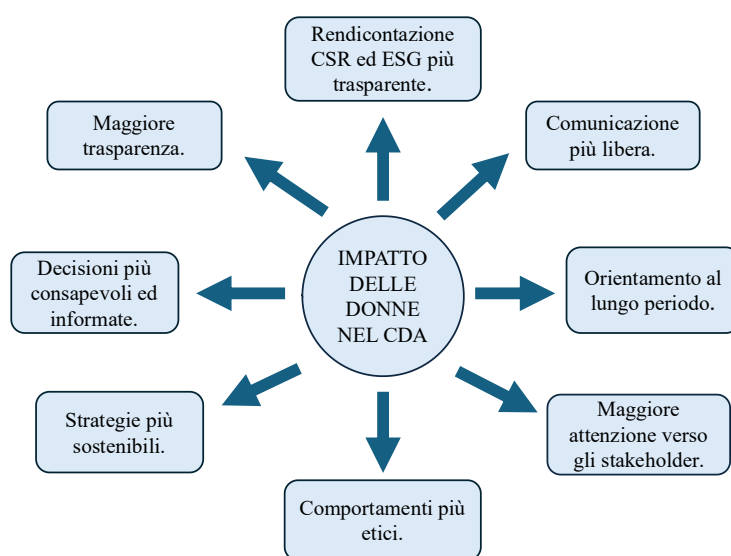 Rendicontazione
CSR ed ESG più
trasparente.
Maggiore
trasparenza.
Comunicazione
più libera.
IMPATTO
DELLE
DONNE
NEL CDA
Decisioni più
consapevoli ed
informate.
Orientamento al
lungo periodo.
Strategie più
sostenibili.
Maggiore
attenzione verso
gli stakeholder.
Comportamenti più
etici.